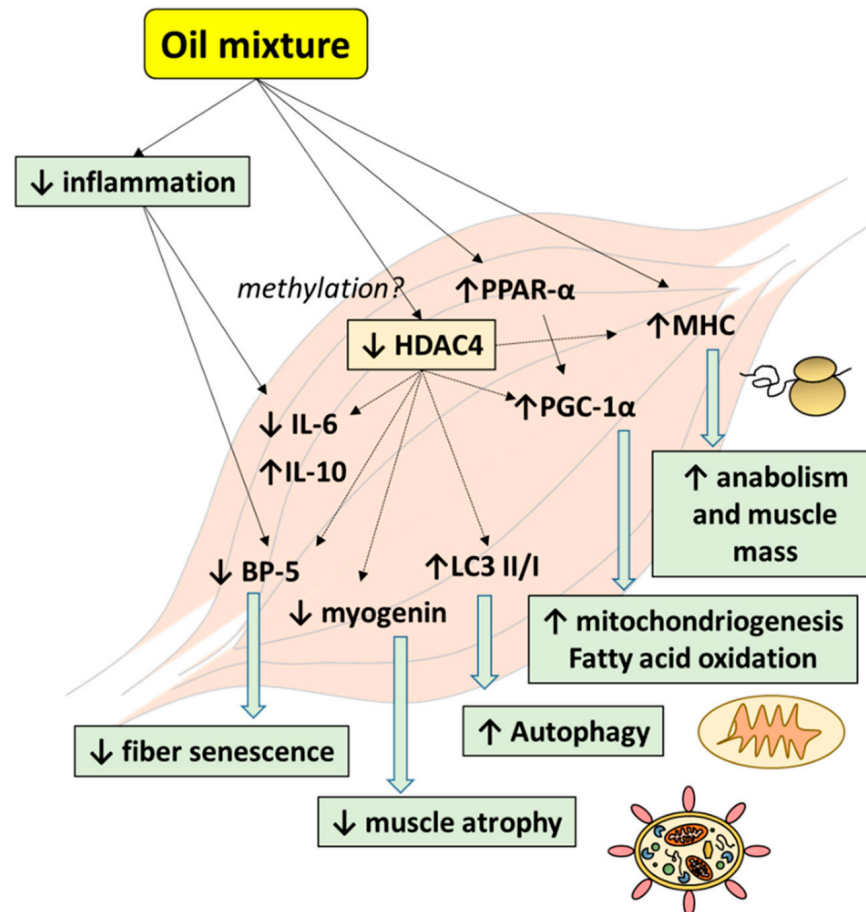 Oil mixture
↓ inflammation
methylation?
↑PPAR-α
↓ HDAC4
↑MHC
↓ IL-6
↑IL-10
↑PGC-1α
↑ anabolism
and muscle
mass
↓ BP-5
↑LC3 II/I
↓ myogenin
↑ mitochondriogenesis
Fatty acid oxidation
↓ fiber senescence
↑ Autophagy
↓ muscle atrophy